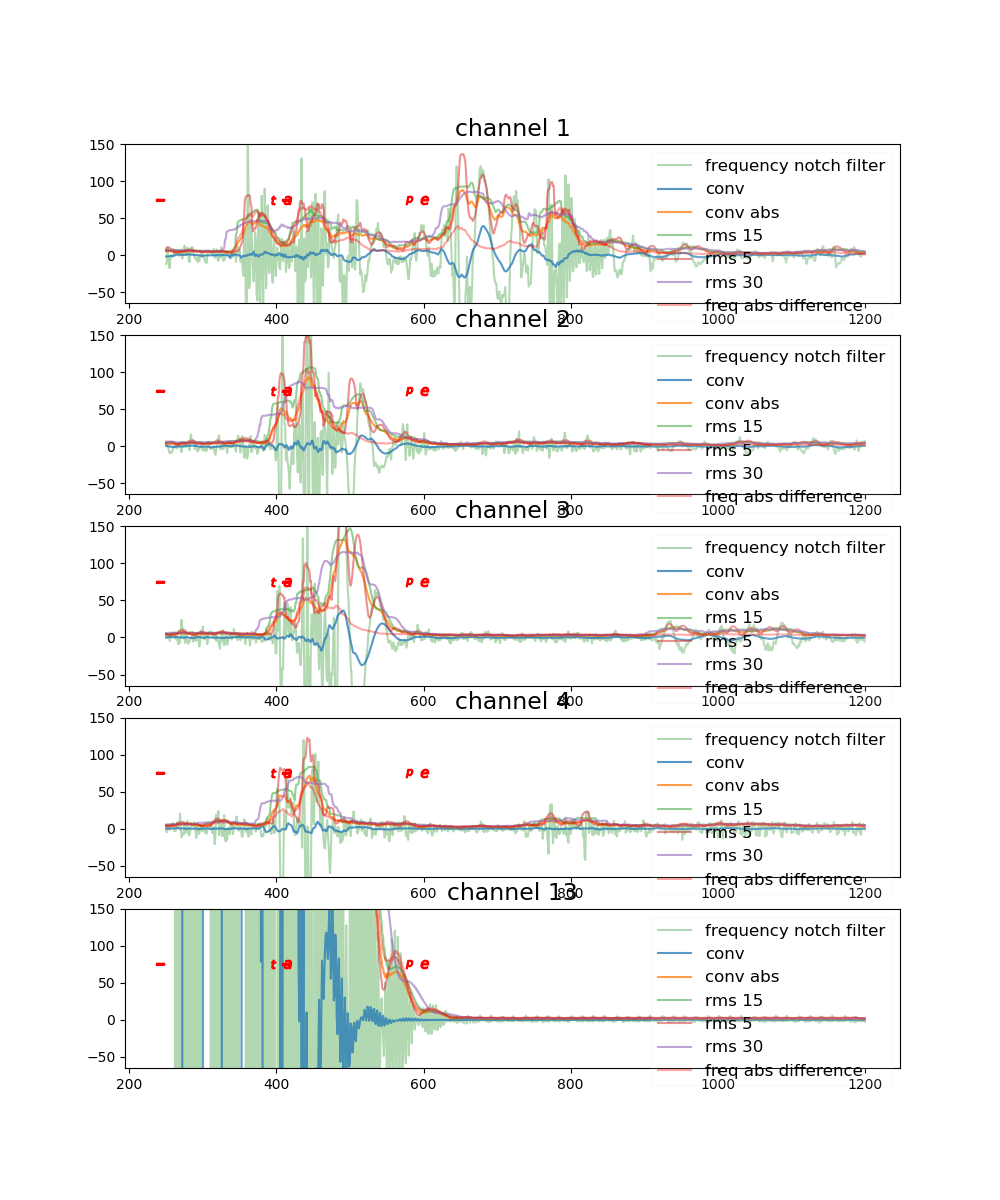 channel 1
150
100
50
0
−50
– t a p e
frequency notch filter
conv
conv abs
rms 15
rms 5
rms 30
freq abs difference
200 400 600 800 1000 1200
channel 2
150
100
50
0
−50
– t a p e
frequency notch filter
conv
conv abs
rms 15
rms 5
rms 30
freq abs difference
200 400 600 800 1000 1200
channel 3
150
100
50
0
−50
– t a p e
frequency notch filter
conv
conv abs
rms 15
rms 5
rms 30
freq abs difference
200 400 600 800 1000 1200
channel 4
150
100
50
0
−50
– t a p e
frequency notch filter
conv
conv abs
rms 15
rms 5
rms 30
freq abs difference
200 400 600 800 1000 1200
channel 13
150
100
50
0
−50
– t a p e
frequency notch filter
conv
conv abs
rms 15
rms 5
rms 30
freq abs difference
200 400 600 800 1000 1200